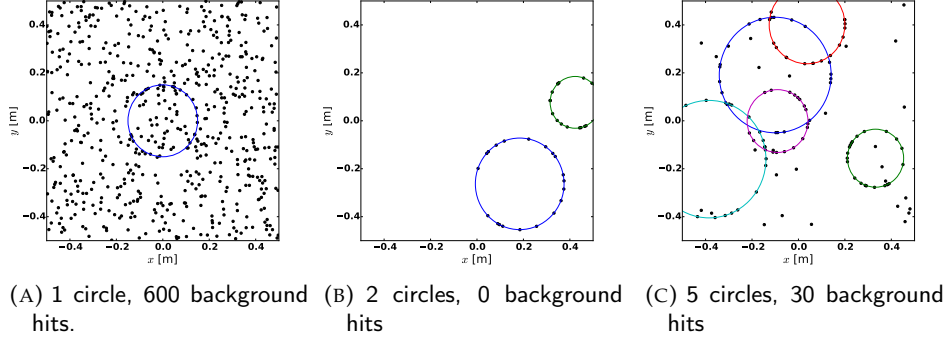 0.4
0.2
0.0
−0.2
−0.4
y [m]
−0.4 −0.2 0.0 0.2 0.4
x [m]
0.4
0.2
0.0
−0.2
−0.4
y [m]
−0.4 −0.2 0.0 0.2 0.4
x [m]
0.4
0.2
0.0
−0.2
−0.4
y [m]
−0.4 −0.2 0.0 0.2 0.4
x [m]
(A) 1 circle, 600 background
hits.
(B) 2 circles, 0 background
hits
(C) 5 circles, 30 background
hits